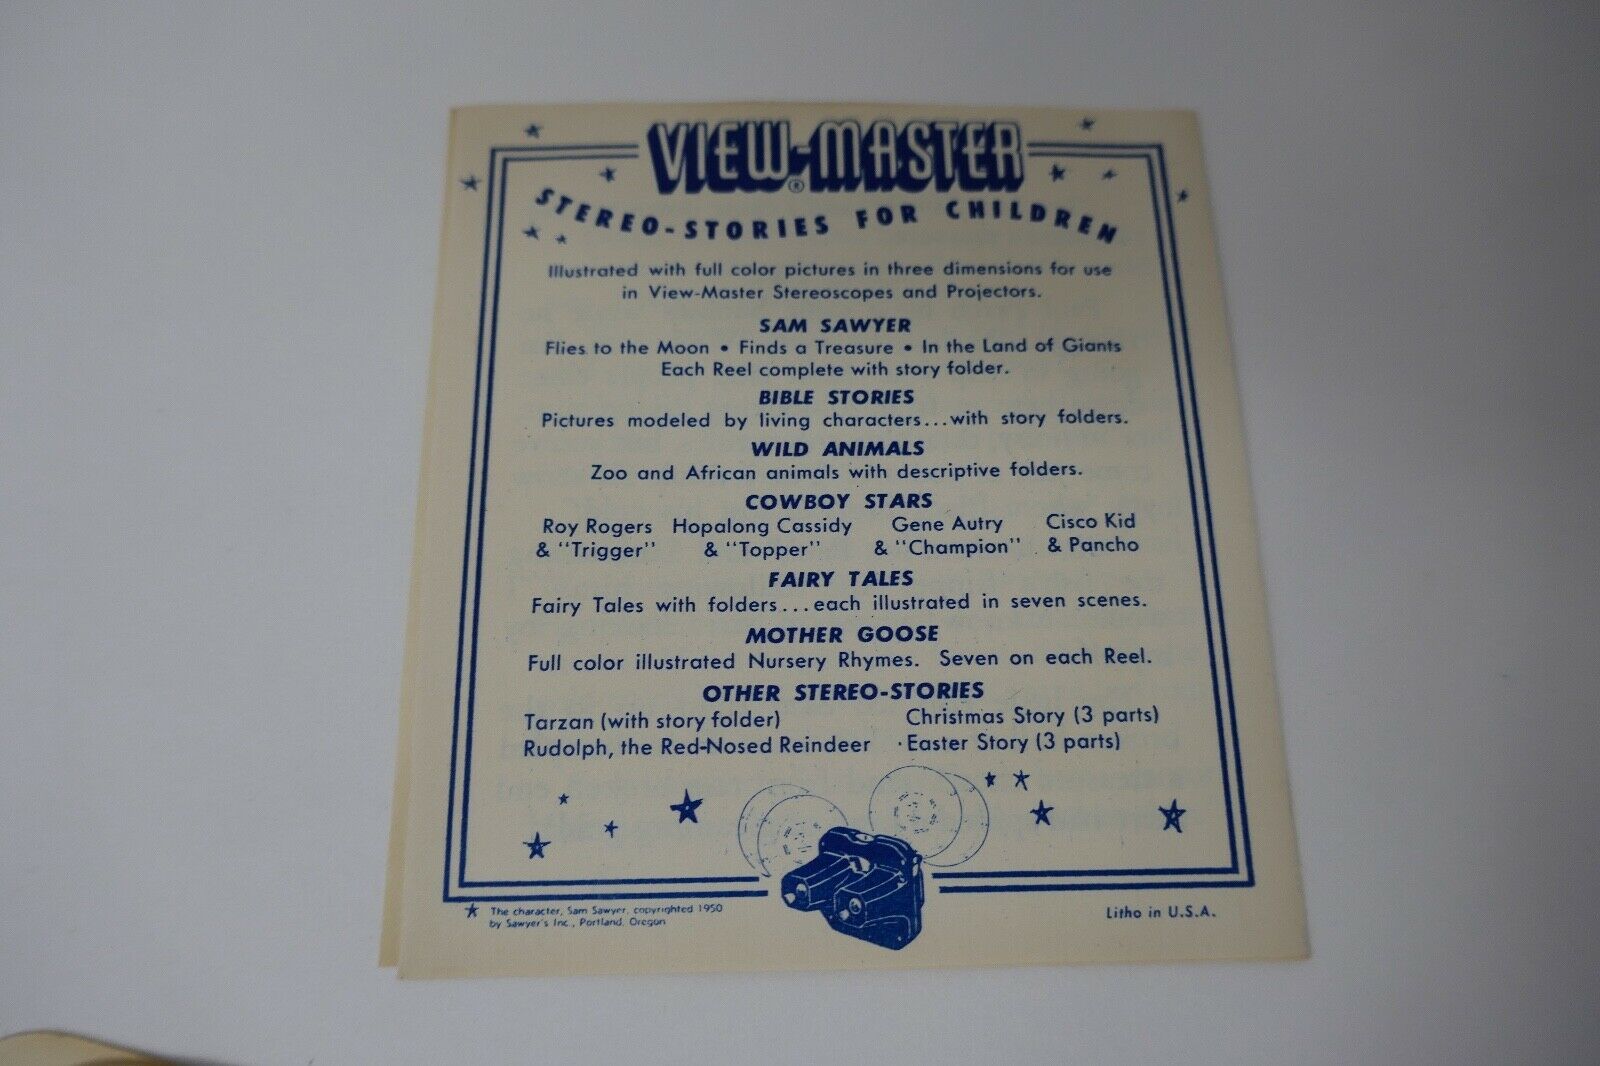 VIEW-MASTER®
STEREO-STORIES FOR CHILDREN
Illustrated with full color pictures in three dimensions for use
in View-Master Stereoscopes and Projectors.
SAM SAWYER
Flies to the Moon • Finds a Treasure • In the Land of Giants
Each Reel complete with story folder.
BIBLE STORIES
Pictures modeled by living characters...with story folders.
WILD ANIMALS
Zoo and African animals with descriptive folders.
COWBOY STARS
Roy Rogers Hopalong Cassidy Gene Autry Cisco Kid
& "Trigger" & "Topper" & "Champion" & Pancho
FAIRY TALES
Fairy Tales with folders...each illustrated in seven scenes.
MOTHER GOOSE
Full color illustrated Nursery Rhymes. Seven on each Reel.
OTHER STEREO-STORIES
Tarzan (with story folder) Christmas Story (3 parts)
Rudolph, the Red-Nosed Reindeer Easter Story (3 parts)
The character, Sam Sawyer, copyrighted 1950
by Sawyer's Inc., Portland, Oregon
Litho in U.S.A.